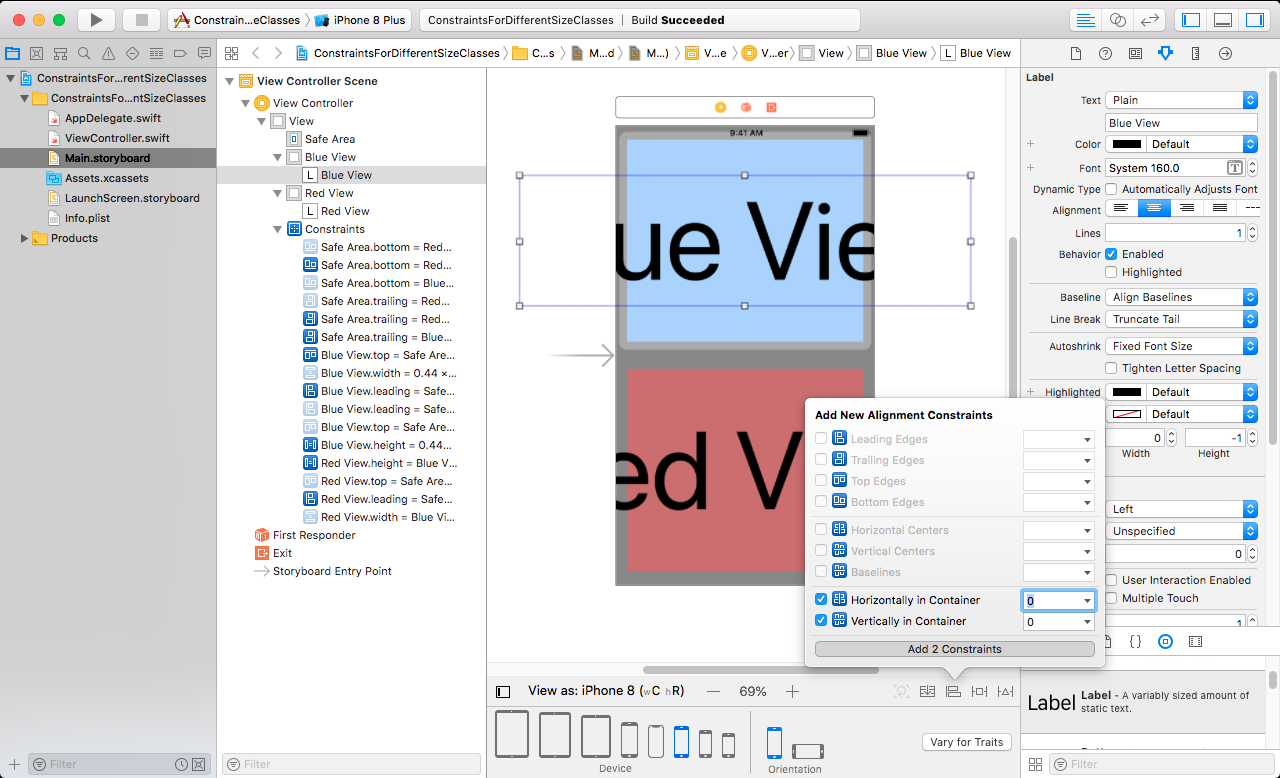 Constrain...eClasses > iPhone 8 Plus
ConstraintsForDifferentSizeClasses | Build Succeeded
ConstraintsForDifferentSizeClasses > C...s > M...d > M...) > V...e > V...er > View > Blue View > L Blue View
ConstraintsFor...rentSizeClasses
ConstraintsFo...ntSizeClasses
AppDelegate.swift
ViewController.swift
Main.storyboard
Assets.xcassets
LaunchScreen.storyboard
Info.plist
Products
Filter
View Controller Scene
View Controller
View
Safe Area
Blue View
L Blue View
Red View
L Red View
Constraints
Safe Area.bottom = Red...
Safe Area.bottom = Red...
Safe Area.bottom = Blue...
Safe Area.trailing = Red...
Safe Area.trailing = Red...
Safe Area.trailing = Blue...
Blue View.top = Safe Are...
Blue View.width = 0.44 ×...
Blue View.leading = Safe...
Blue View.leading = Safe...
Blue View.top = Safe Are...
Blue View.height = 0.44...
Red View.height = Blue V...
Red View.top = Safe Are...
Red View.leading = Safe...
Red View.width = Blue Vi...
First Responder
Exit
Storyboard Entry Point
Filter
9:41 AM
ue Vie
ed V
Add New Alignment Constraints
Leading Edges
Trailing Edges
Top Edges
Bottom Edges
Horizontal Centers
Vertical Centers
Baselines
Horizontally in Container 0
Vertically in Container 0
Add 2 Constraints
View as: iPhone 8 (wC hR) — 69% +
Device
Orientation
Vary for Traits
Label
Text Plain
Blue View
Color Default
Font System 160.0 T
Dynamic Type Automatically Adjusts Font
Alignment
Lines 1
Behavior Enabled
Highlighted
Baseline Align Baselines
Line Break Truncate Tail
Autoshrink Fixed Font Size
Tighten Letter Spacing
Highlighted Default
Default
0 -1
Width Height
Left
Unspecified
0
User Interaction Enabled
Multiple Touch
1
{ }
Label Label - A variably sized amount of
static text.
Filter